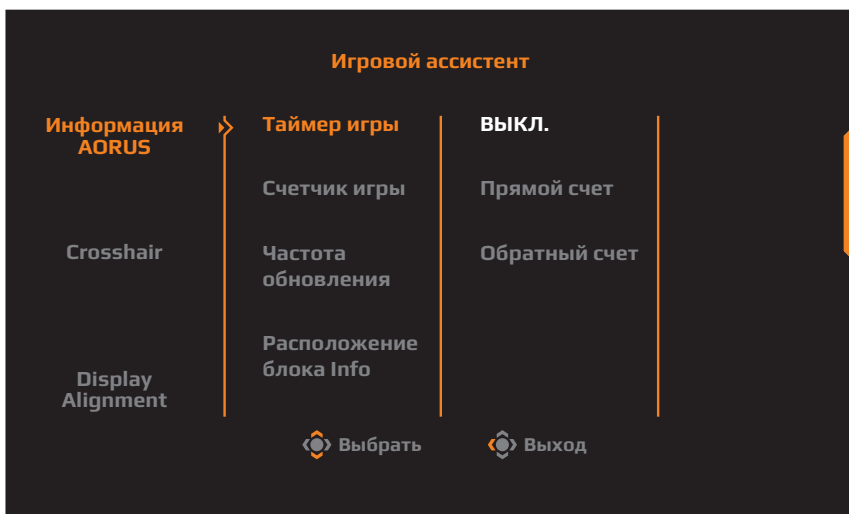 Игровой ассистент
Информация
AORUS
Таймер игры
ВЫКЛ.
Счетчик игры
Прямой счет
Crosshair
Частота
обновления
Обратный счет
Расположение
блока Info
Display
Alignment
Выбрать
Выход